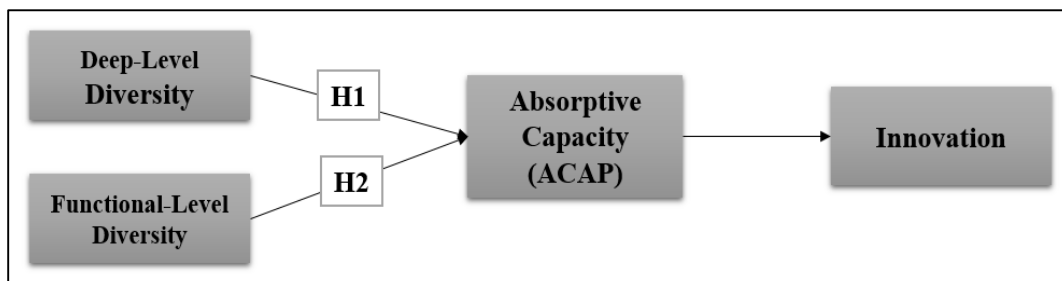 Deep-Level
Diversity
H1
Functional-Level
Diversity
H2
Absorptive
Capacity
(ACAP)
Innovation